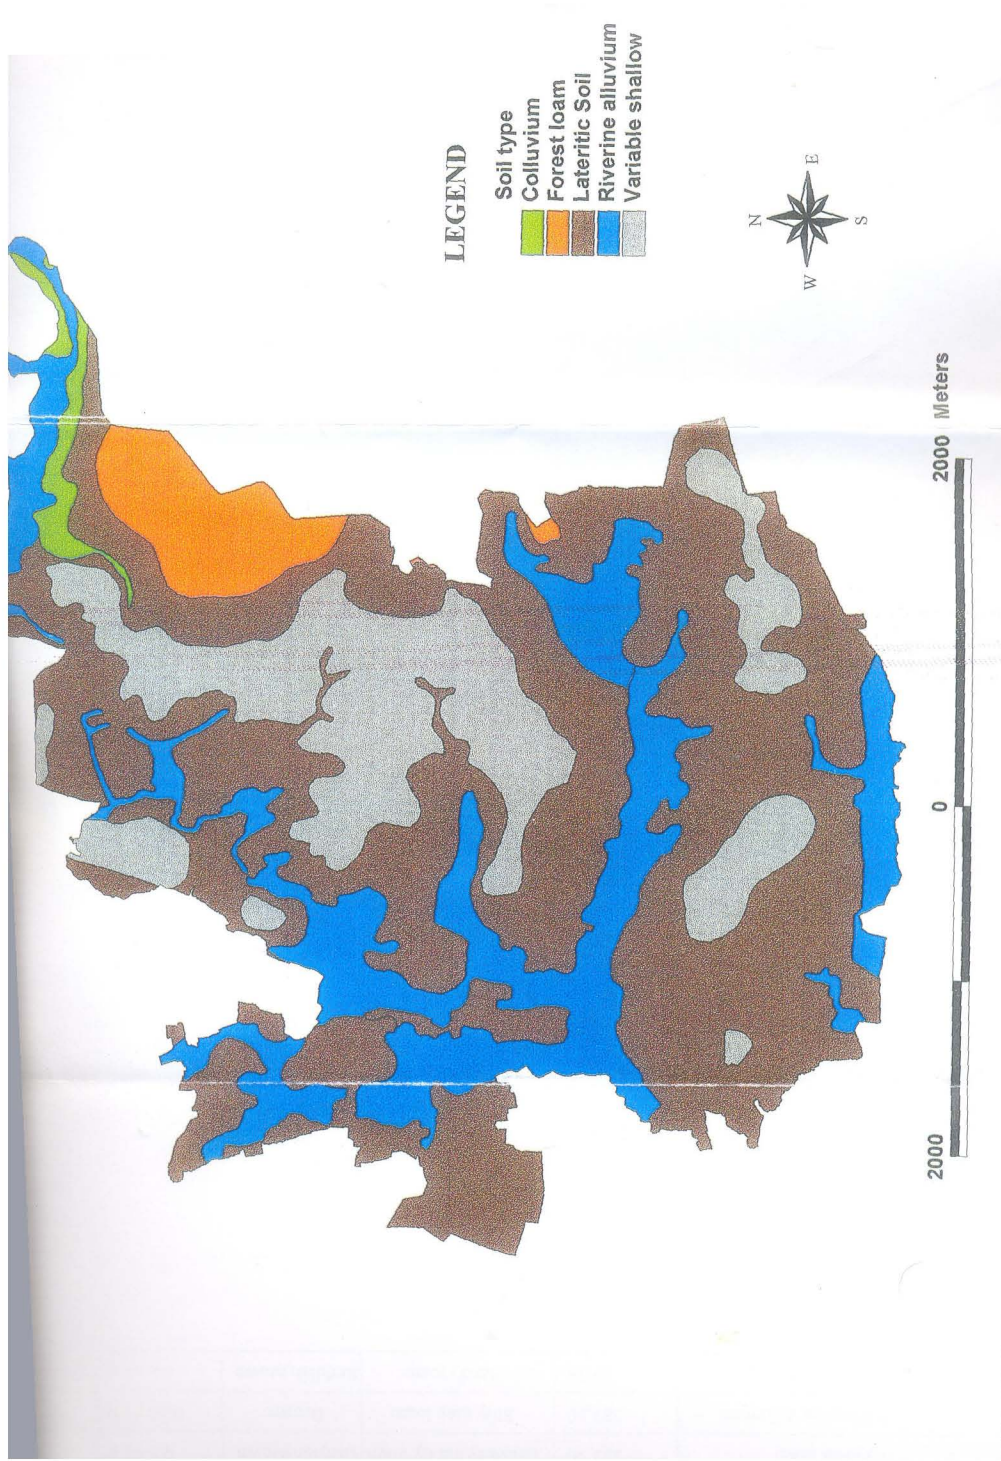 LEGEND
Soil type
Colluvium
Forest loam
Lateritic Soil
Riverine alluvium
Variable shallow
N
W
E
S
2000
0
2000 Meters